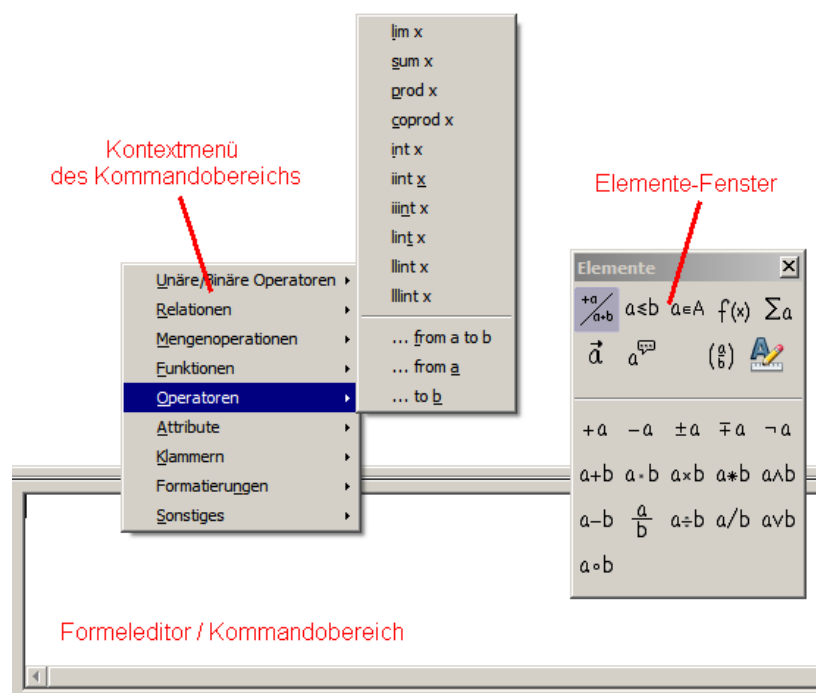 lim x
sum x
prod x
coprod x
int x
iint x
iiint x
lint x
llint x
lllint x
... from a to b
... from a
... to b
Kontextmenü
des Kommandobereichs
Unäre/Binäre Operatoren
Relationen
Mengenoperationen
Funktionen
Operatoren
Attribute
Klammern
Formatierungen
Sonstiges
Elemente-Fenster
Elemente
+a/a+b a≤b a∈A f(x) Σa
a⃗ a (a b)
+a −a ±a ∓a ¬a
a+b a·b a×b a∗b a∧b
a−b a/b a÷b a/b a∨b
a∘b
Formeleditor / Kommandobereich